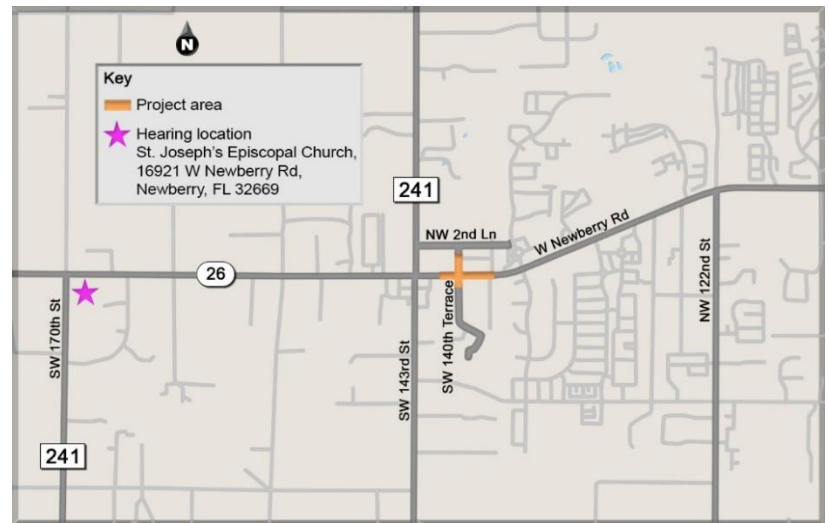 N
Key
Project area
Hearing location
St. Joseph's Episcopal Church,
16921 W Newberry Rd,
Newberry, FL 32669
241
NW 2nd Ln
W Newberry Rd
26
SW 170th St
SW 140th Terrace
NW 122nd St
SW 143rd St
241